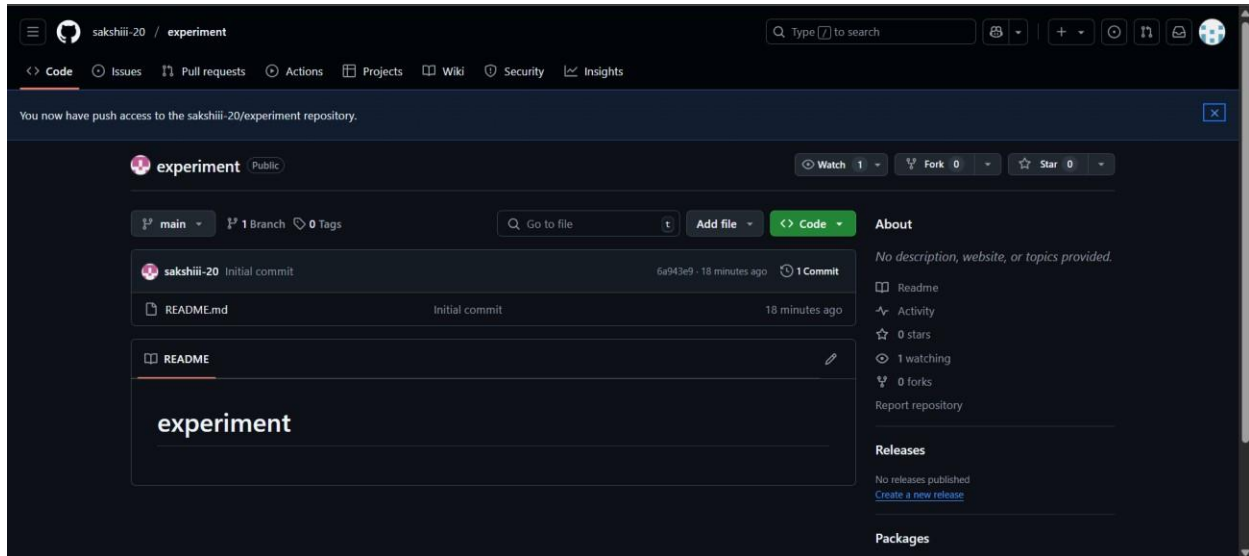 sakshiii-20 / experiment
Type / to search
Code Issues Pull requests Actions Projects Wiki Security Insights
You now have push access to the sakshiii-20/experiment repository.
experiment Public
Watch 1 Fork 0 Star 0
main 1 Branch 0 Tags
Go to file t Add file Code
sakshiii-20 Initial commit 6a943e9 · 18 minutes ago 1 Commit
README.md Initial commit 18 minutes ago
README
experiment
About
No description, website, or topics provided.
Readme
Activity
0 stars
1 watching
0 forks
Report repository
Releases
No releases published
Create a new release
Packages